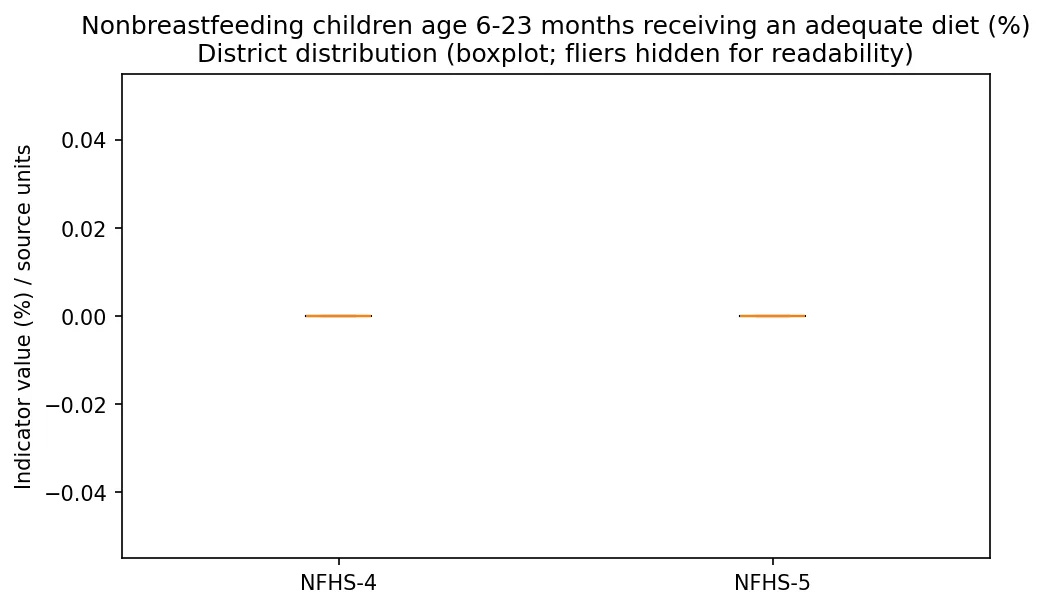 Nonbreastfeeding children age 6-23 months receiving an adequate diet (%)
District distribution (boxplot; fliers hidden for readability)
Indicator value (%) / source units
0.04
0.02
0.00
−0.02
−0.04
NFHS-4
NFHS-5